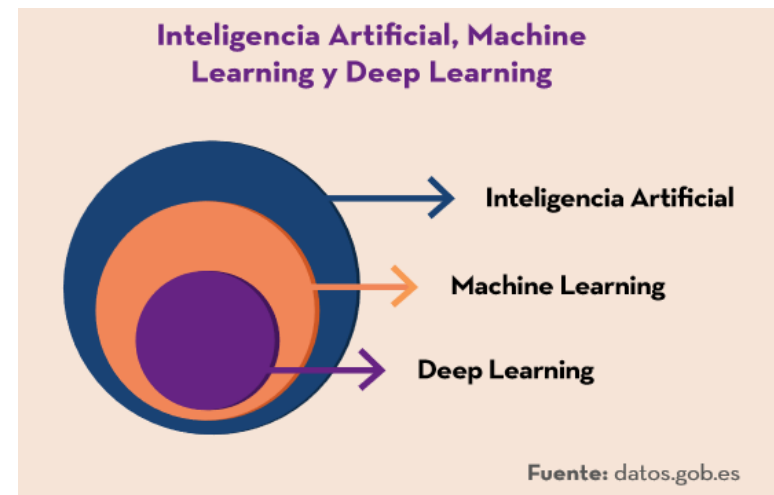 Inteligencia Artificial, Machine
Learning y Deep Learning
Inteligencia Artificial
Machine Learning
Deep Learning
Fuente: datos.gob.es